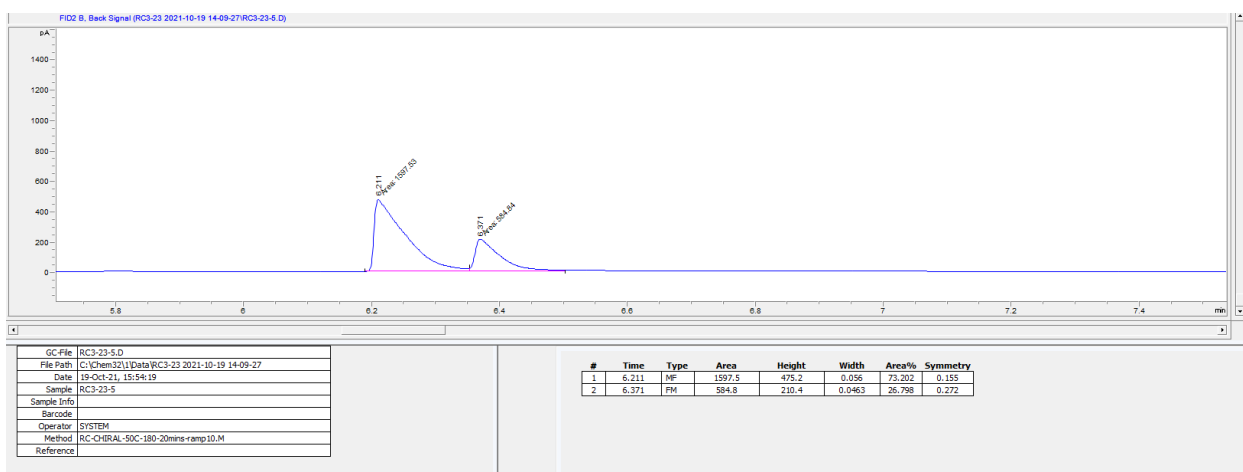 FID2 B, Back Signal (RC3-23 2021-10-19 14-09-27\RC3-23-5.D)
pA
1400
1200
1000
800
600
400
200
0
6.211
Area: 1597.53
6.371
Area: 584.84
5.8 6 6.2 6.4 6.6 6.8 7 7.2 7.4 min
GC-File RC3-23-5.D
File Path C:\Chem32\1\Data\RC3-23 2021-10-19 14-09-27
Date 19-Oct-21, 15:54:19
Sample RC3-23-5
Sample Info
Barcode
Operator SYSTEM
Method RC-CHIRAL-50C-180-20mins-ramp10.M
Reference
# Time Type Area Height Width Area% Symmetry
1 6.211 MF 1597.5 475.2 0.056 73.202 0.155
2 6.371 FM 584.8 210.4 0.0463 26.798 0.272